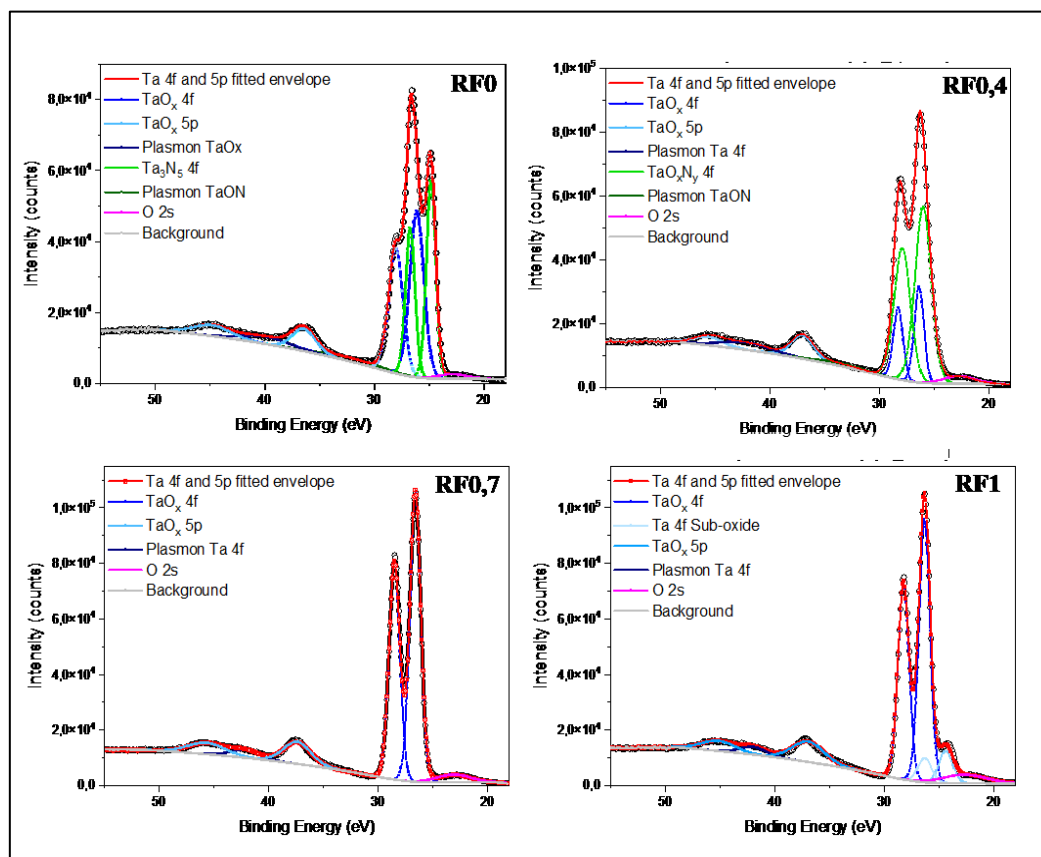 RF0
Ta 4f and 5p fitted envelope
TaOₓ 4f
TaOₓ 5p
Plasmon TaOx
Ta₃N₅ 4f
Plasmon TaON
O 2s
Background
8,0×10⁴
6,0×10⁴
4,0×10⁴
2,0×10⁴
0,0
Intensity (counts)
50 40 30 20
Binding Energy (eV)
RF0,4
Ta 4f and 5p fitted envelope
TaOₓ 4f
TaOₓ 5p
Plasmon Ta 4f
TaOₓNᵧ 4f
Plasmon TaON
O 2s
Background
1,0×10⁵
8,0×10⁴
6,0×10⁴
4,0×10⁴
2,0×10⁴
0,0
Intensity (counts)
50 40 30 20
Binding Energy (eV)
RF0,7
Ta 4f and 5p fitted envelope
TaOₓ 4f
TaOₓ 5p
Plasmon Ta 4f
O 2s
Background
1,0×10⁵
8,0×10⁴
6,0×10⁴
4,0×10⁴
2,0×10⁴
0,0
Intensity (counts)
50 40 30 20
Binding Energy (eV)
RF1
Ta 4f and 5p fitted envelope
TaOₓ 4f
Ta 4f Sub-oxide
TaOₓ 5p
Plasmon Ta 4f
O 2s
Background
1,0×10⁵
8,0×10⁴
6,0×10⁴
4,0×10⁴
2,0×10⁴
0,0
Intensity (counts)
50 40 30 20
Binding Energy (eV)